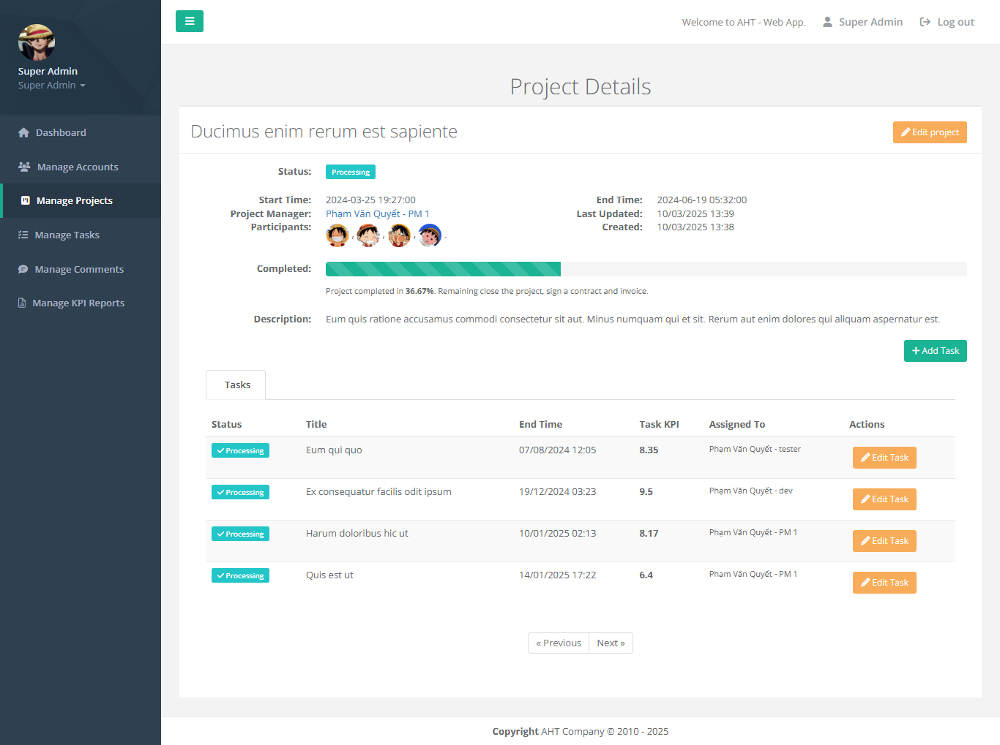 Welcome to AHT - Web App. Super Admin Log out
Super Admin
Super Admin
Dashboard
Manage Accounts
Manage Projects
Manage Tasks
Manage Comments
Manage KPI Reports
Project Details
Ducimus enim rerum est sapiente Edit project
Status: Processing
Start Time: 2024-03-25 19:27:00 End Time: 2024-06-19 05:32:00
Project Manager: Phạm Văn Quyết - PM 1 Last Updated: 10/03/2025 13:39
Participants: , , , . Created: 10/03/2025 13:38
Completed:
Project completed in 36.67%. Remaining close the project, sign a contract and invoice.
Description: Eum quis ratione accusamus commodi consectetur sit aut. Minus numquam qui et sit. Rerum aut enim dolores qui aliquam aspernatur est.
+ Add Task
Tasks
Status Title End Time Task KPI Assigned To Actions
Processing Eum qui quo 07/08/2024 12:05 8.35 Phạm Văn Quyết - tester Edit Task
Processing Ex consequatur facilis odit ipsum 19/12/2024 03:23 9.5 Phạm Văn Quyết - dev Edit Task
Processing Harum doloribus hic ut 10/01/2025 02:13 8.17 Phạm Văn Quyết - PM 1 Edit Task
Processing Quis est ut 14/01/2025 17:22 6.4 Phạm Văn Quyết - PM 1 Edit Task
« Previous Next »
Copyright AHT Company © 2010 - 2025